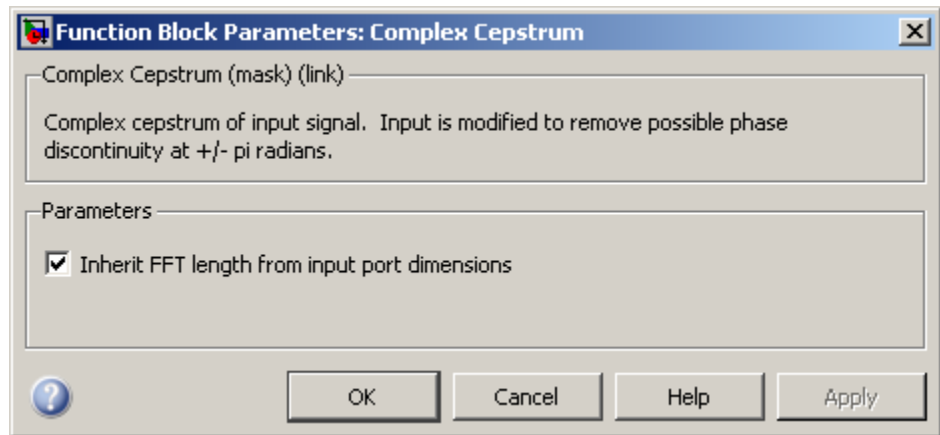 Function Block Parameters: Complex Cepstrum
Complex Cepstrum (mask) (link)
Complex cepstrum of input signal.  Input is modified to remove possible phase
discontinuity at +/- pi radians.
Parameters
Inherit FFT length from input port dimensions
OK Cancel Help Apply